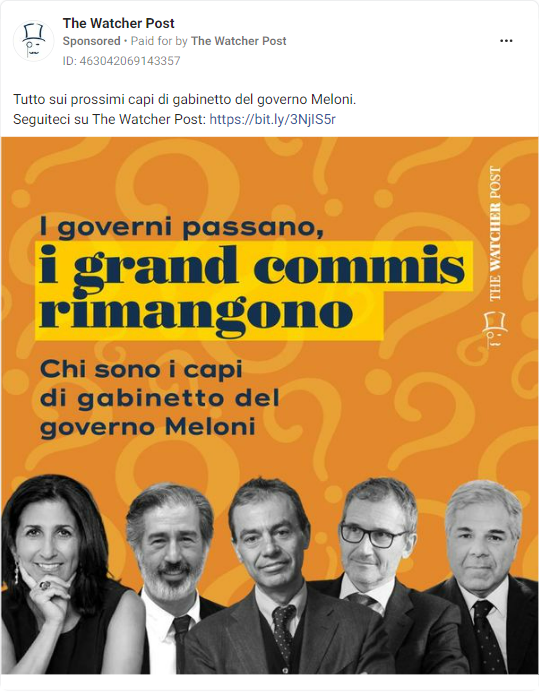 The Watcher Post
Sponsored • Paid for by The Watcher Post
ID: 463042069143357
Tutto sui prossimi capi di gabinetto del governo Meloni.
Seguiteci su The Watcher Post: https://bit.ly/3NjIS5r
I governi passano,
i grand commis
rimangono
Chi sono i capi
di gabinetto del
governo Meloni
THE WATCHER POST